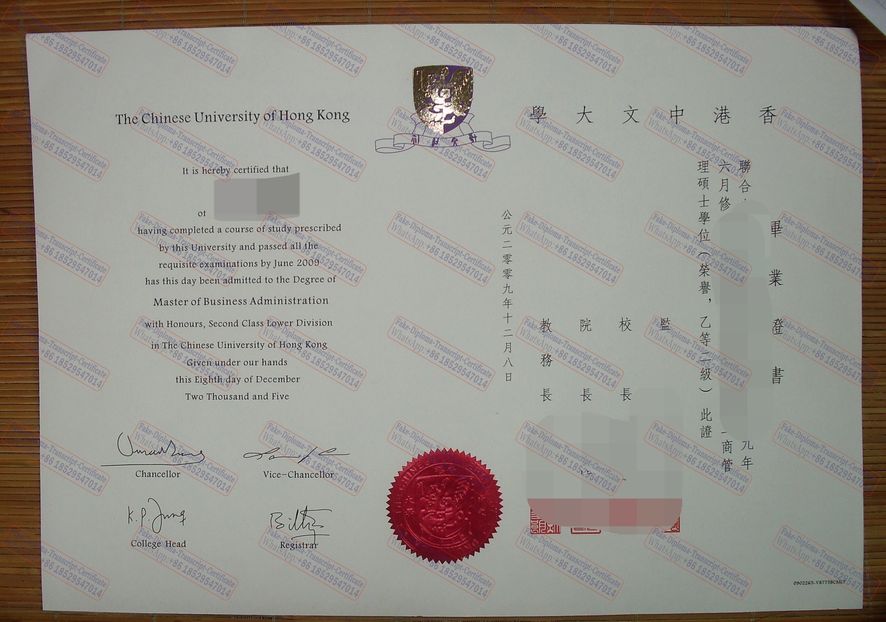 The Chinese University of Hong Kong
It is hereby certified that
of
having completed a course of study prescribed
by this University and passed all the
requisite examinations by June 2009
has this day been admitted to the Degree of
Master of Business Administration
with Honours, Second Class Lower Division
in The Chinese University of Hong Kong
Given under our hands
this Eighth day of December
Two Thousand and Five
Chancellor
Vice-Chancellor
College Head
Registrar
學大文中港香
畢業證書
聯合
元年
六月修
商管
理碩士學位(榮譽,乙等二級)此證
監
校長
院長
教務長
公元二零零九年十二月八日
Fake-Diploma-Transcript-Certificate
WhatsApp:+86 18529547014